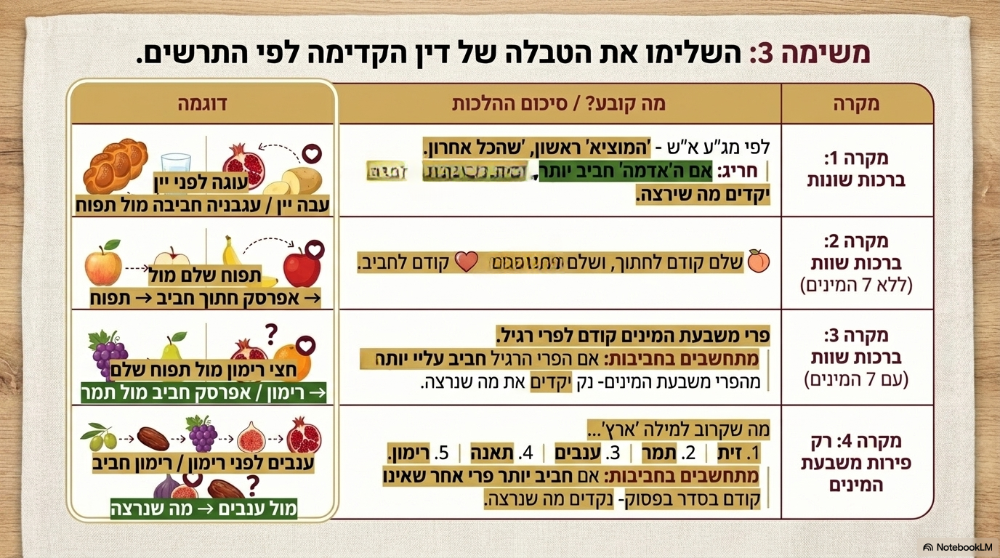 משימה 3: השלימו את הטבלה של דין הקדימה לפי התרשים.
מקרה
מה קובע? / סיכום ההלכות
דוגמה
מקרה 1:
ברכות שונות
לפי מג"ע א"ש - 'המוציא' ראשון, 'שהכל אחרון.
חריג: אם ה'אדמה' חביב יותר,
יקדים מה שירצה.
עוגה לפני יין
עבה יין / עגבניה חביבה מול תפוח
מקרה 2:
ברכות שוות
(ללא 7 המינים)
שלם קודם לחתוך, ושלם קודם לחביב.
תפוח שלם מול
→ אפרסק חתוך חביב → תפוח
מקרה 3:
ברכות שוות
(עם 7 המינים)
פרי משבעת המינים קודם לפרי רגיל.
מתחשבים בחביבות: אם הפרי הרגיל חביב עליי יותר
מהפרי משבעת המינים- נק יקדים את מה שנרצה.
?
חצי רימון מול תפוח שלם
→ רימון / אפרסק חביב מול תמר
מקרה 4: רק
פירות משבעת
המינים
מה שקרוב למילה 'ארץ'...
1. זית | 2. תמר | 3. ענבים | 4. תאנה | 5. רימון.
מתחשבים בחביבות: אם חביב יותר פרי אחר שאינו
קודם בסדר בפסוק- נקדים מה שנרצה.
ענבים לפני רימון / רימון חביב
?
מול ענבים → מה שנרצה
NotebookLM